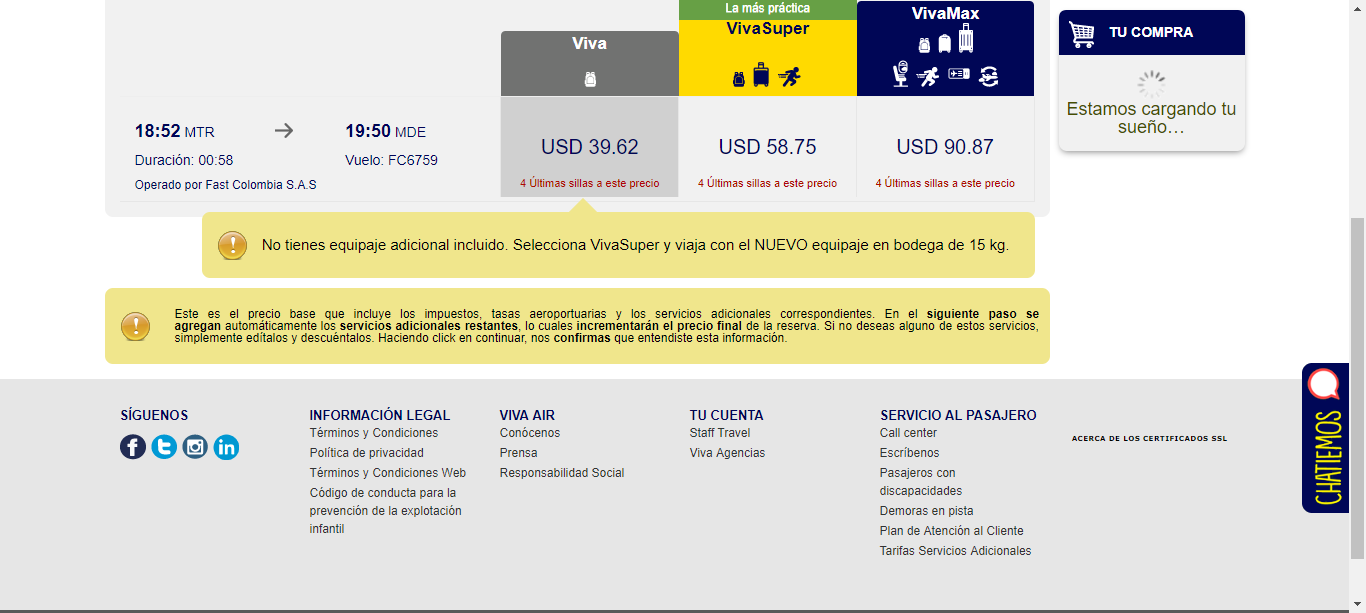 La más práctica
Viva
VivaSuper
VivaMax
TU COMPRA
Estamos cargando tu
sueño…
18:52 MTR
19:50 MDE
Duración: 00:58
Vuelo: FC6759
Operado por Fast Colombia S.A.S
USD 39.62
USD 58.75
USD 90.87
4 Últimas sillas a este precio
4 Últimas sillas a este precio
4 Últimas sillas a este precio
No tienes equipaje adicional incluido. Selecciona VivaSuper y viaja con el NUEVO equipaje en bodega de 15 kg.
Este es el precio base que incluye los impuestos, tasas aeroportuarias y los servicios adicionales correspondientes. En el siguiente paso se
agregan automáticamente los servicios adicionales restantes, lo cuales incrementarán el precio final de la reserva. Si no deseas alguno de estos servicios,
simplemente edítalos y descuéntalos. Haciendo click en continuar, nos confirmas que entendiste esta información.
SÍGUENOS
INFORMACIÓN LEGAL
Términos y Condiciones
Política de privacidad
Términos y Condiciones Web
Código de conducta para la
prevención de la explotación
infantil
VIVA AIR
Conócenos
Prensa
Responsabilidad Social
TU CUENTA
Staff Travel
Viva Agencias
SERVICIO AL PASAJERO
Call center
Escríbenos
Pasajeros con
discapacidades
Demoras en pista
Plan de Atención al Cliente
Tarifas Servicios Adicionales
ACERCA DE LOS CERTIFICADOS SSL
CHATIEMOS